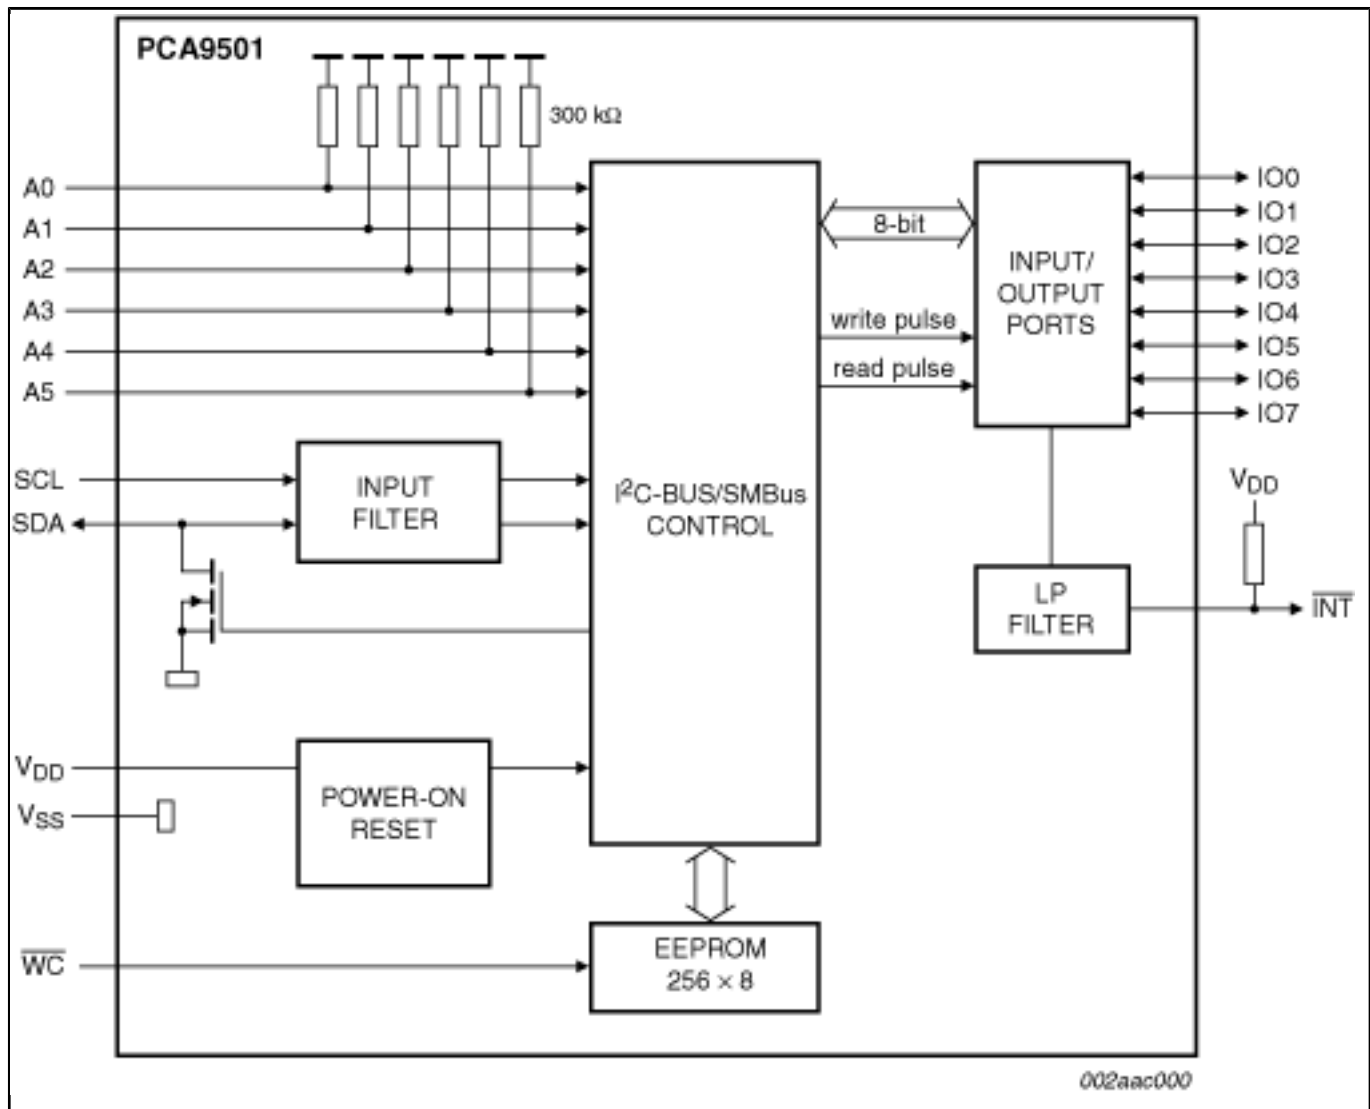 PCA9501
300 kΩ
A0
A1
A2
A3
A4
A5
SCL
SDA
INPUT
FILTER
I²C-BUS/SMBus
CONTROL
8-bit
write pulse
read pulse
INPUT/
OUTPUT
PORTS
IO0
IO1
IO2
IO3
IO4
IO5
IO6
IO7
VDD
LP
FILTER
INT
VDD
VSS
POWER-ON
RESET
WC
EEPROM
256 × 8
002aac000